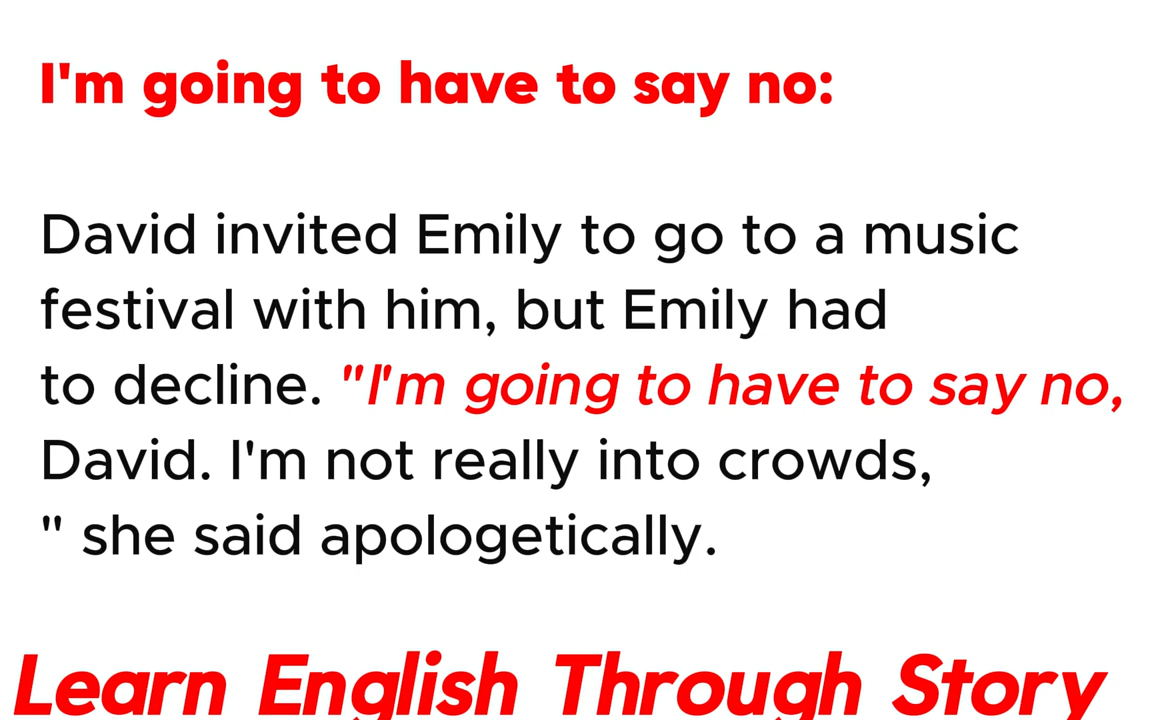 I'm going to have to say no:
David invited Emily to go to a music
festival with him, but Emily had
to decline. "I'm going to have to say no,
David. I'm not really into crowds,
" she said apologetically.
Learn English Through Story